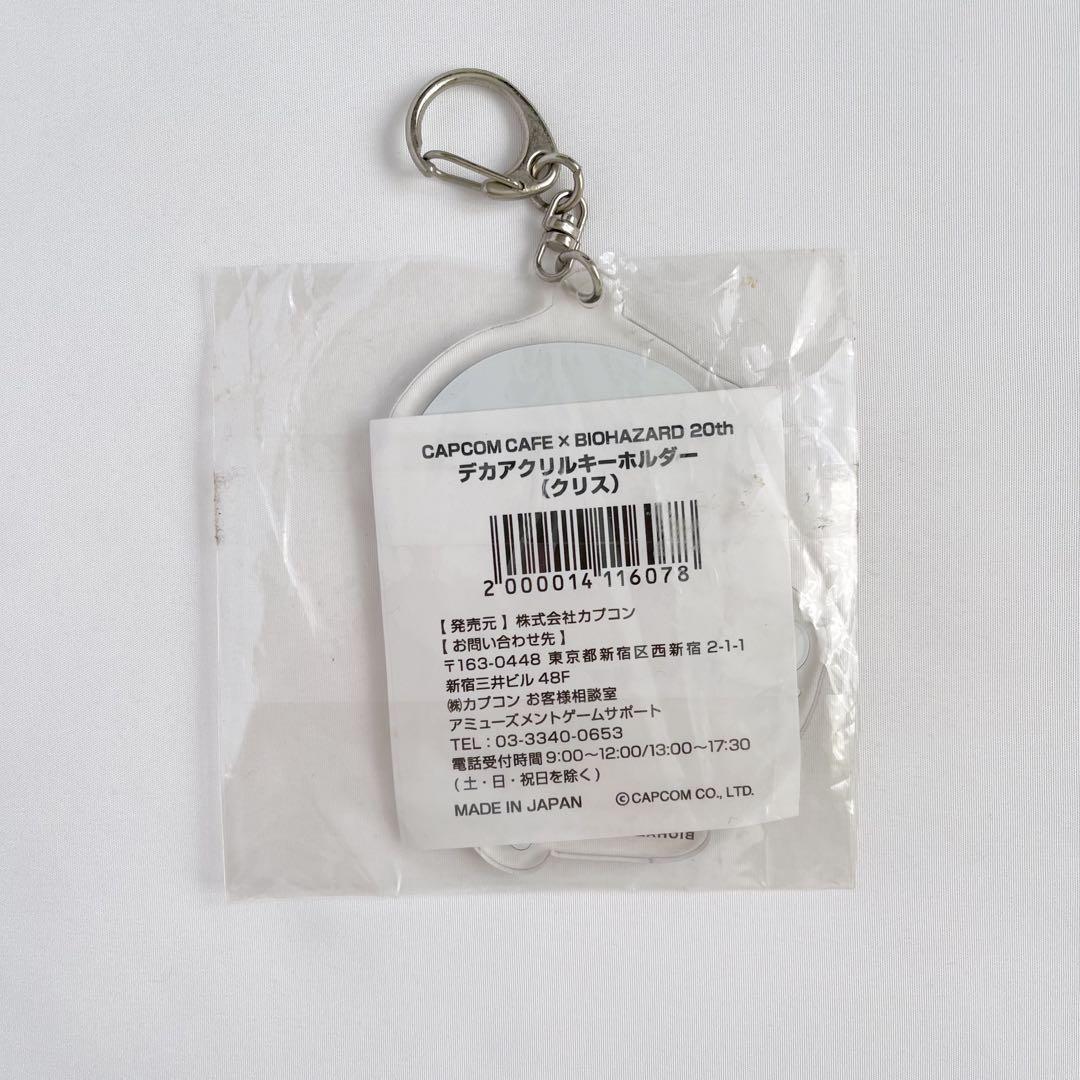 CAPCOM CAFE × BIOHAZARD 20th
デカアクリルキーホルダー
（クリス）
2 000014 116078
【 発売元 】 株式会社カプコン
【 お問い合わせ先 】
〒163-0448 東京都新宿区西新宿 2-1-1
新宿三井ビル 48F
㈱カプコン お客様相談室
アミューズメントゲームサポート
TEL : 03-3340-0653
電話受付時間 9:00～12:00/13:00～17:30
( 土・日・祝日を除く )
MADE IN JAPAN ©CAPCOM CO., LTD.